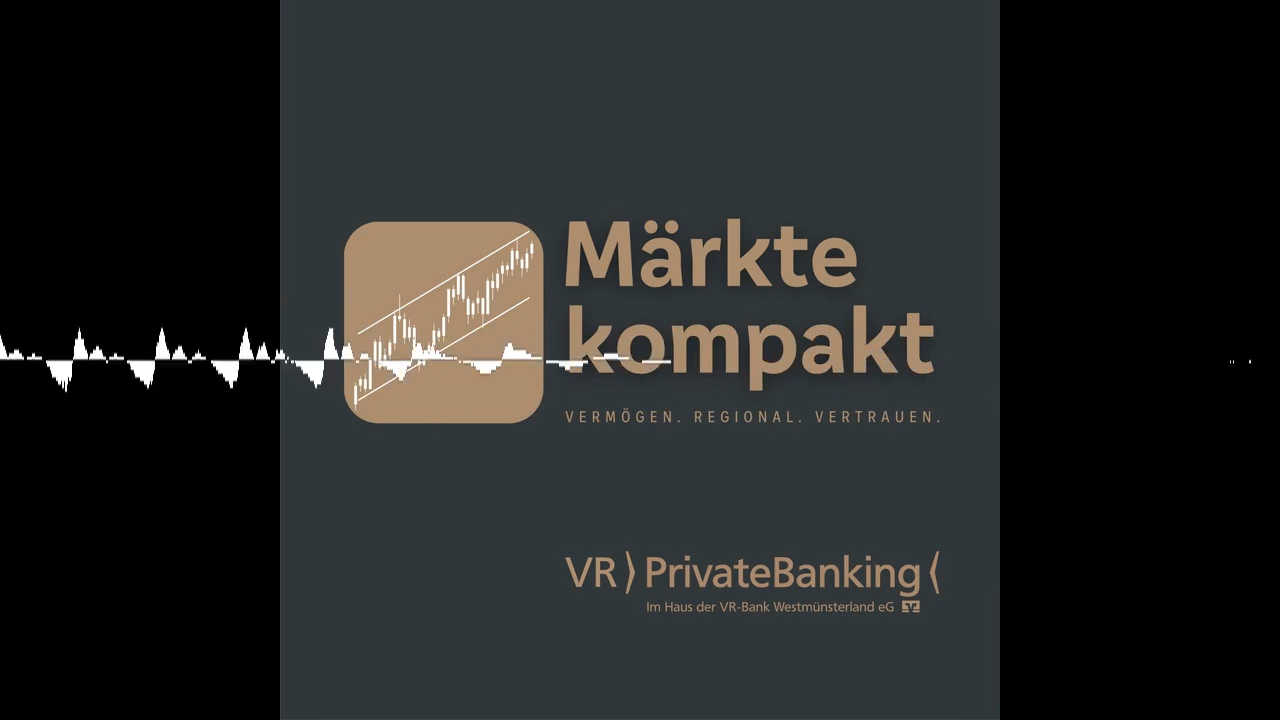 Märkte
kompakt
VERMÖGEN. REGIONAL. VERTRAUEN.
VR⟩PrivateBanking⟨
Im Haus der VR-Bank Westmünsterland eG